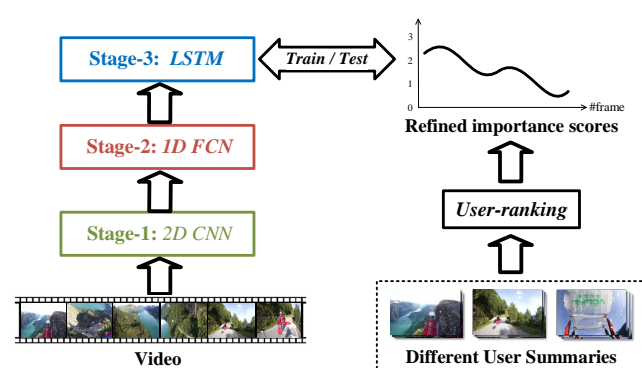 Stage-3: LSTM
Train / Test
3
2
1
0
#frame
Refined importance scores
Stage-2: 1D FCN
User-ranking
Stage-1: 2D CNN
Video
Different User Summaries